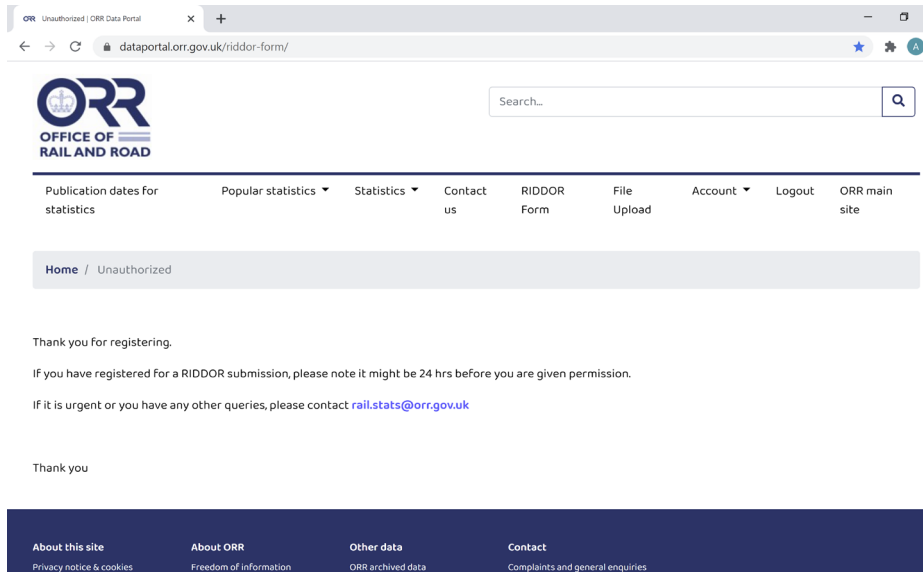 ORR Unauthorized | ORR Data Portal
dataportal.orr.gov.uk/riddor-form/
A
ORR
OFFICE OF
RAIL AND ROAD
Search...
Publication dates for statistics
Popular statistics
Statistics
Contact us
RIDDOR Form
File Upload
Account
Logout
ORR main site
Home / Unauthorized
Thank you for registering.
If you have registered for a RIDDOR submission, please note it might be 24 hrs before you are given permission.
If it is urgent or you have any other queries, please contact rail.stats@orr.gov.uk
Thank you
About this site
About ORR
Other data
Contact
Privacy notice & cookies
Freedom of information
ORR archived data
Complaints and general enquiries